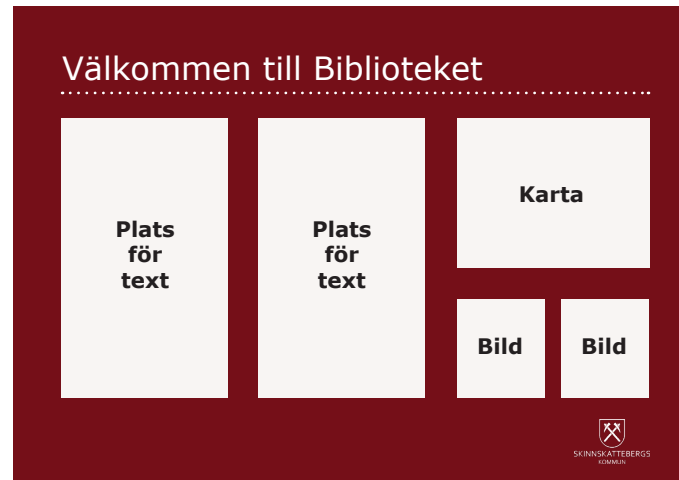 Välkommen till Biblioteket
Plats
för
text
Plats
för
text
Karta
Bild
Bild
SKINNSKATTEBERGS
KOMMUN